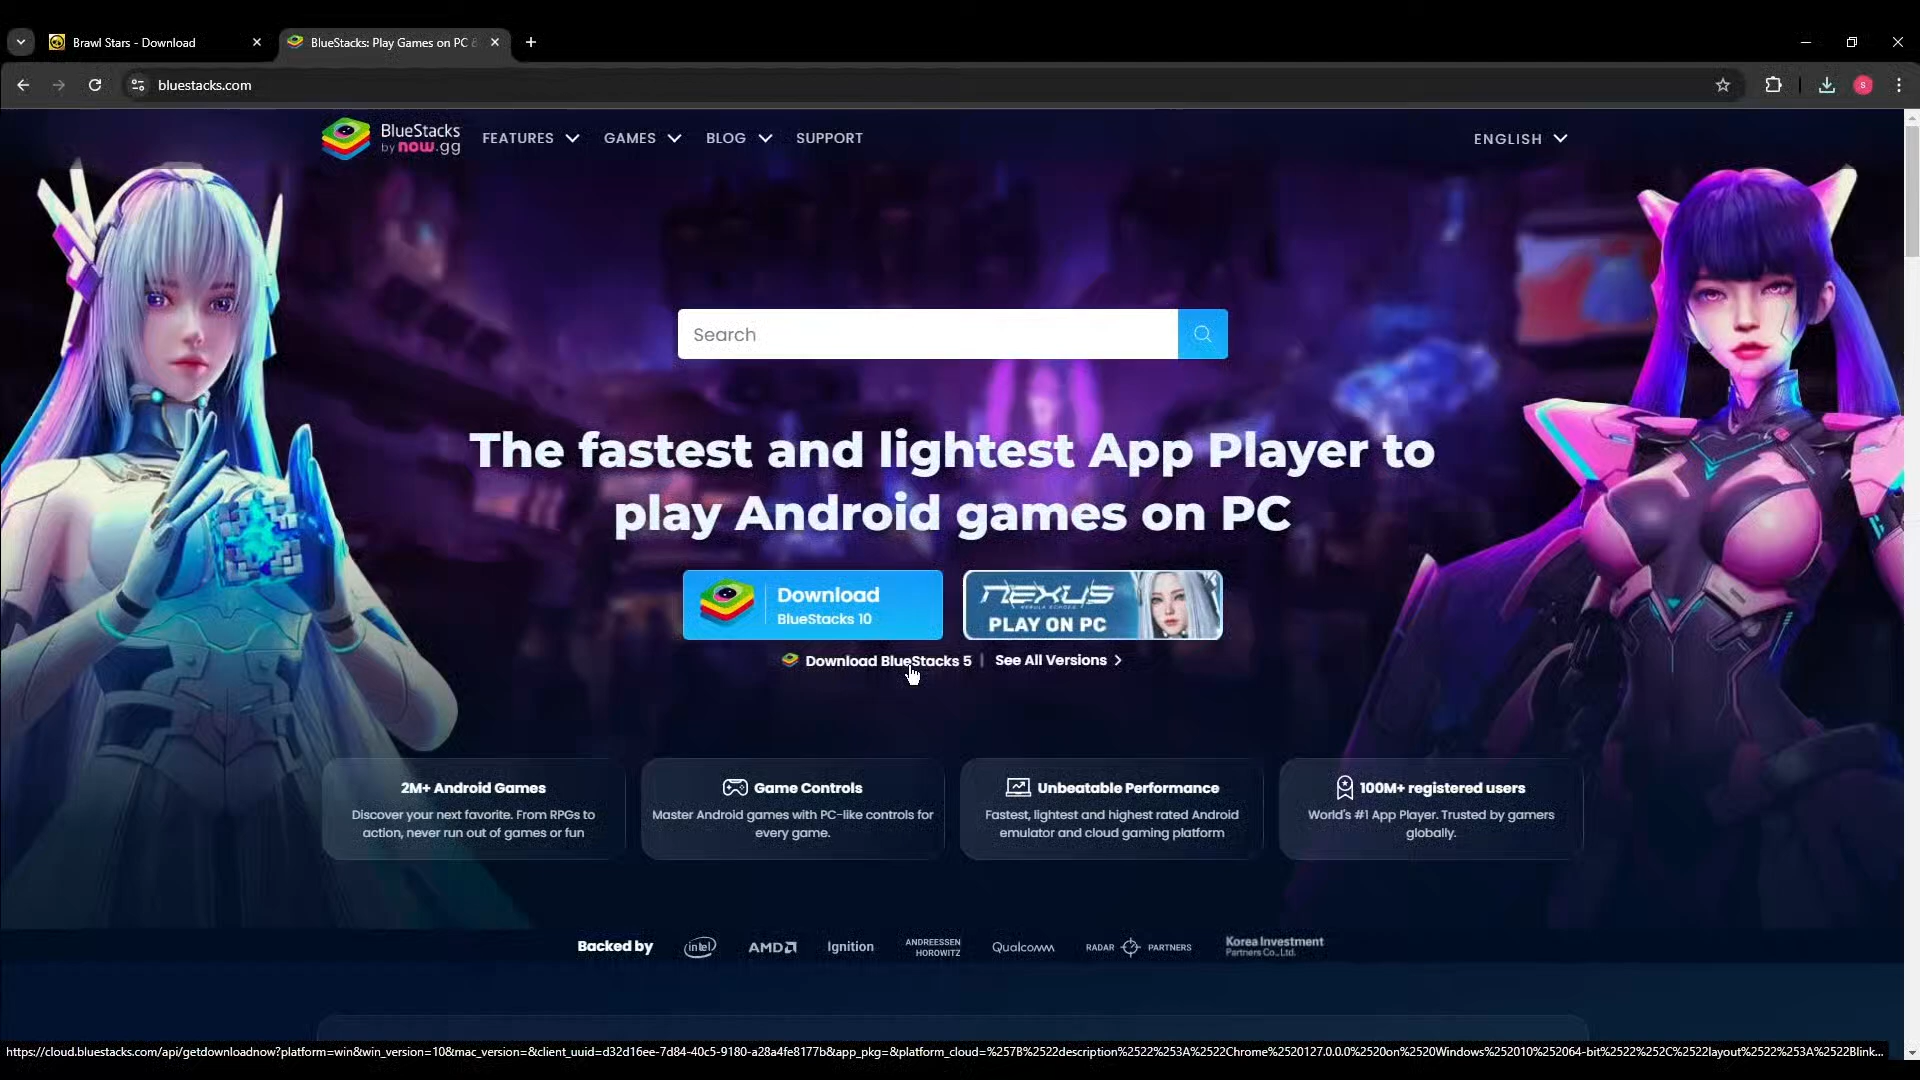 Brawl Stars - Download
BlueStacks: Play Games on PC &
bluestacks.com
S
BlueStacks
by now.gg
FEATURES
GAMES
BLOG
SUPPORT
ENGLISH
Search
The fastest and lightest App Player to
play Android games on PC
Download
BlueStacks 10
NEXUS
NEBULA ECHOES
PLAY ON PC
Download BlueStacks 5 | See All Versions >
2M+ Android Games
Discover your next favorite. From RPGs to
action, never run out of games or fun
Game Controls
Master Android games with PC-like controls for
every game.
Unbeatable Performance
Fastest, lightest and highest rated Android
emulator and cloud gaming platform
100M+ registered users
World's #1 App Player. Trusted by gamers
globally.
Backed by
intel
AMD
Ignition
ANDREESSEN
HOROWITZ
Qualcomm
RADAR PARTNERS
Korea Investment
Partners Co., Ltd.
https://cloud.bluestacks.com/api/getdownloadnow?platform=win&win_version=10&mac_version=&client_uuid=d32d16ee-7d84-40c5-9180-a28a4fe8177b&app_pkg=&platform_cloud=%257B%2522description%2522%253A%2522Chrome%2520127.0.0.0%2520on%2520Windows%252010%252064-bit%2522%252C%2522layout%2522%253A%2522Blink...